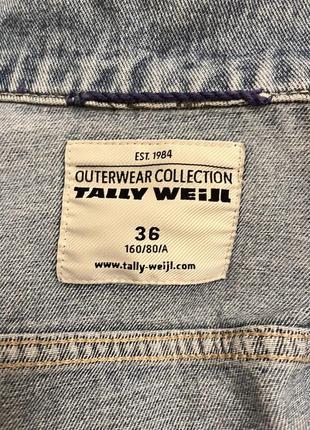 EST. 1984
OUTERWEAR COLLECTION
TALLY WEiJL
36
160/80/A
www.tally-weijl.com